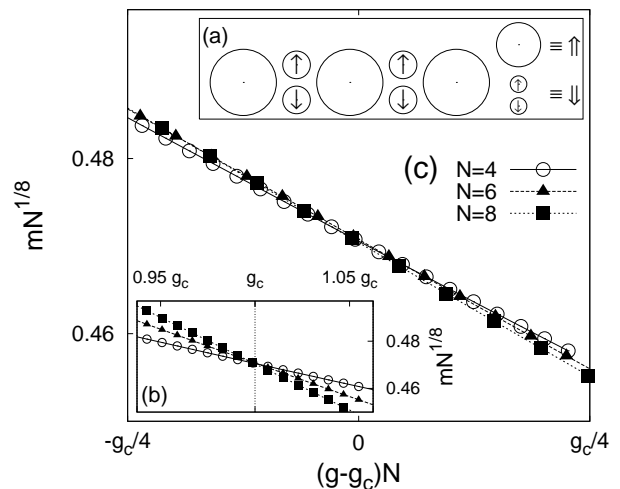 (a)
≡ ⇑
↑ ↑ ↑
↓ ↓ ↓
≡ ⇓
0.48
0.46
mN^{1/8}
(c)
N=4
N=6
N=8
0.95 g_c
g_c
1.05 g_c
0.48
0.46
mN^{1/8}
(b)
-g_c/4
0
g_c/4
(g-g_c)N